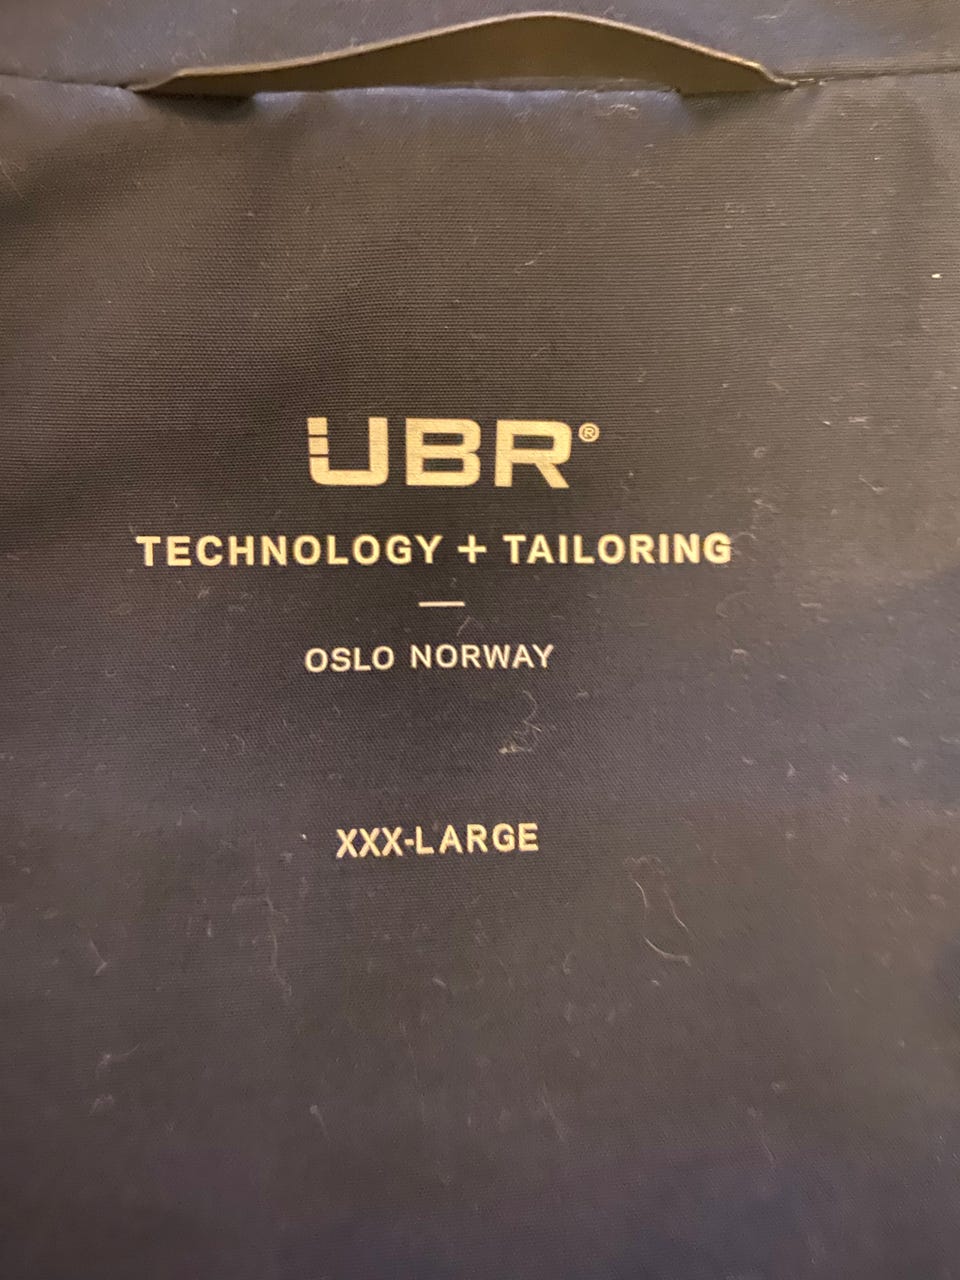 UBR®
TECHNOLOGY + TAILORING
—
OSLO NORWAY
XXX-LARGE